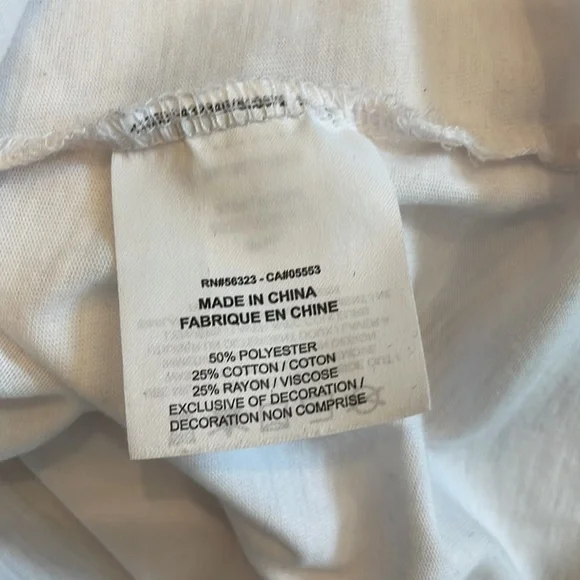 RN#56323 - CA#05553
MADE IN CHINA
FABRIQUE EN CHINE
50% POLYESTER
25% COTTON / COTON
25% RAYON / VISCOSE
EXCLUSIVE OF DECORATION /
DECORATION NON COMPRISE